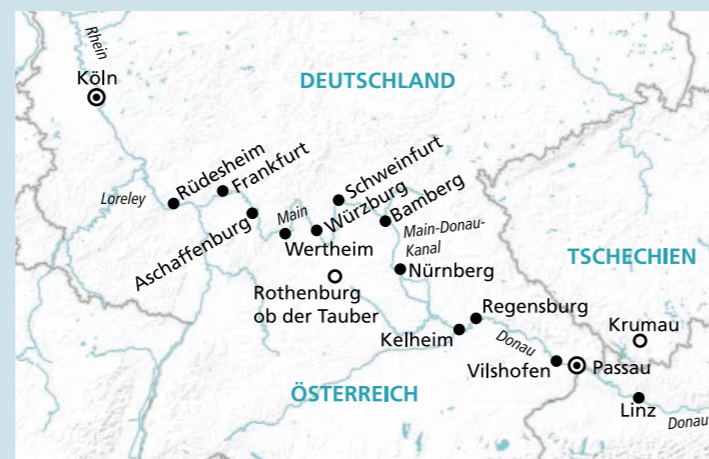 Rhein
Köln
DEUTSCHLAND
Rüdesheim
Frankfurt
Schweinfurt
Würzburg
Bamberg
Loreley
Main
Aschaffenburg
Wertheim
Main-Donau-
Kanal
TSCHECHIEN
Nürnberg
Rothenburg
ob der Tauber
Regensburg
Krumau
Kelheim
Donau
Vilshofen
Passau
ÖSTERREICH
Linz
Donau